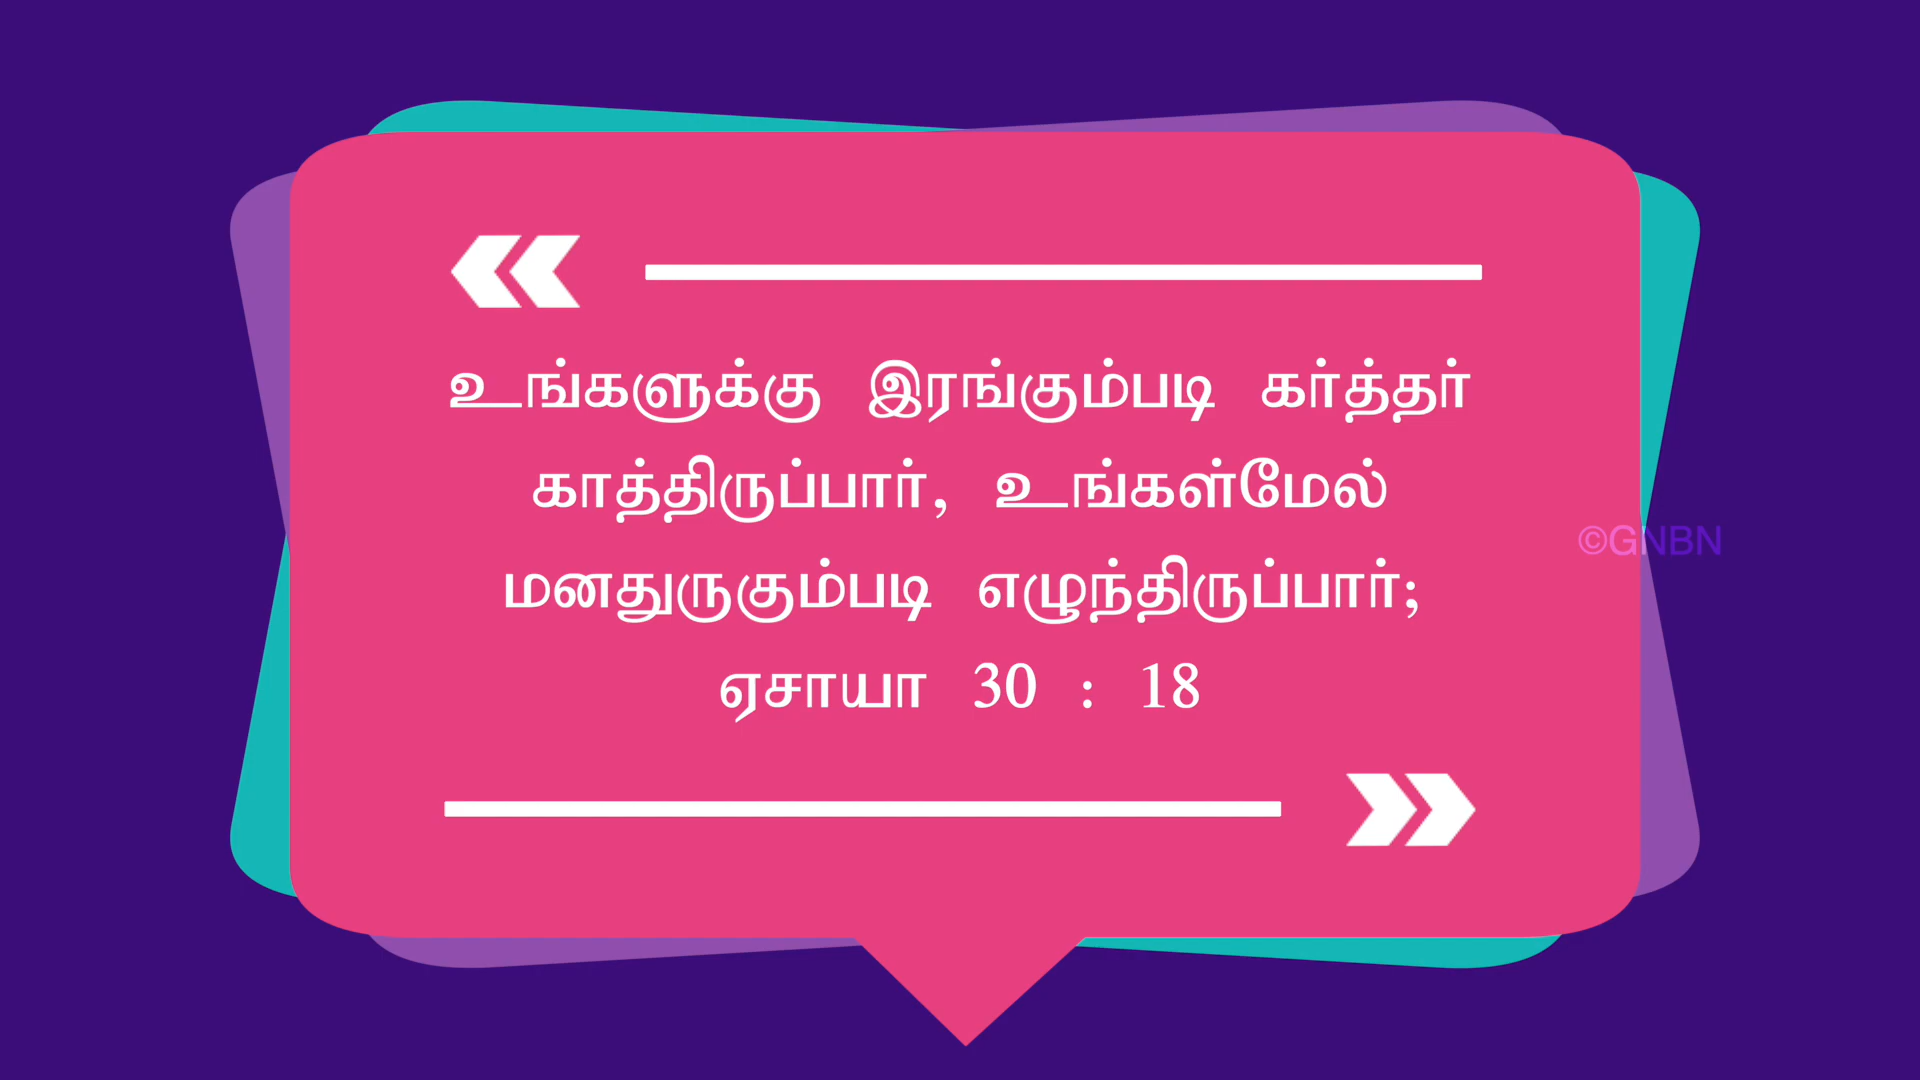 உங்களுக்கு இரங்கும்படி கர்த்தர்
காத்திருப்பார், உங்கள்மேல்
மனதுருகும்படி எழுந்திருப்பார்;
ஏசாயா 30 : 18
©GNBN